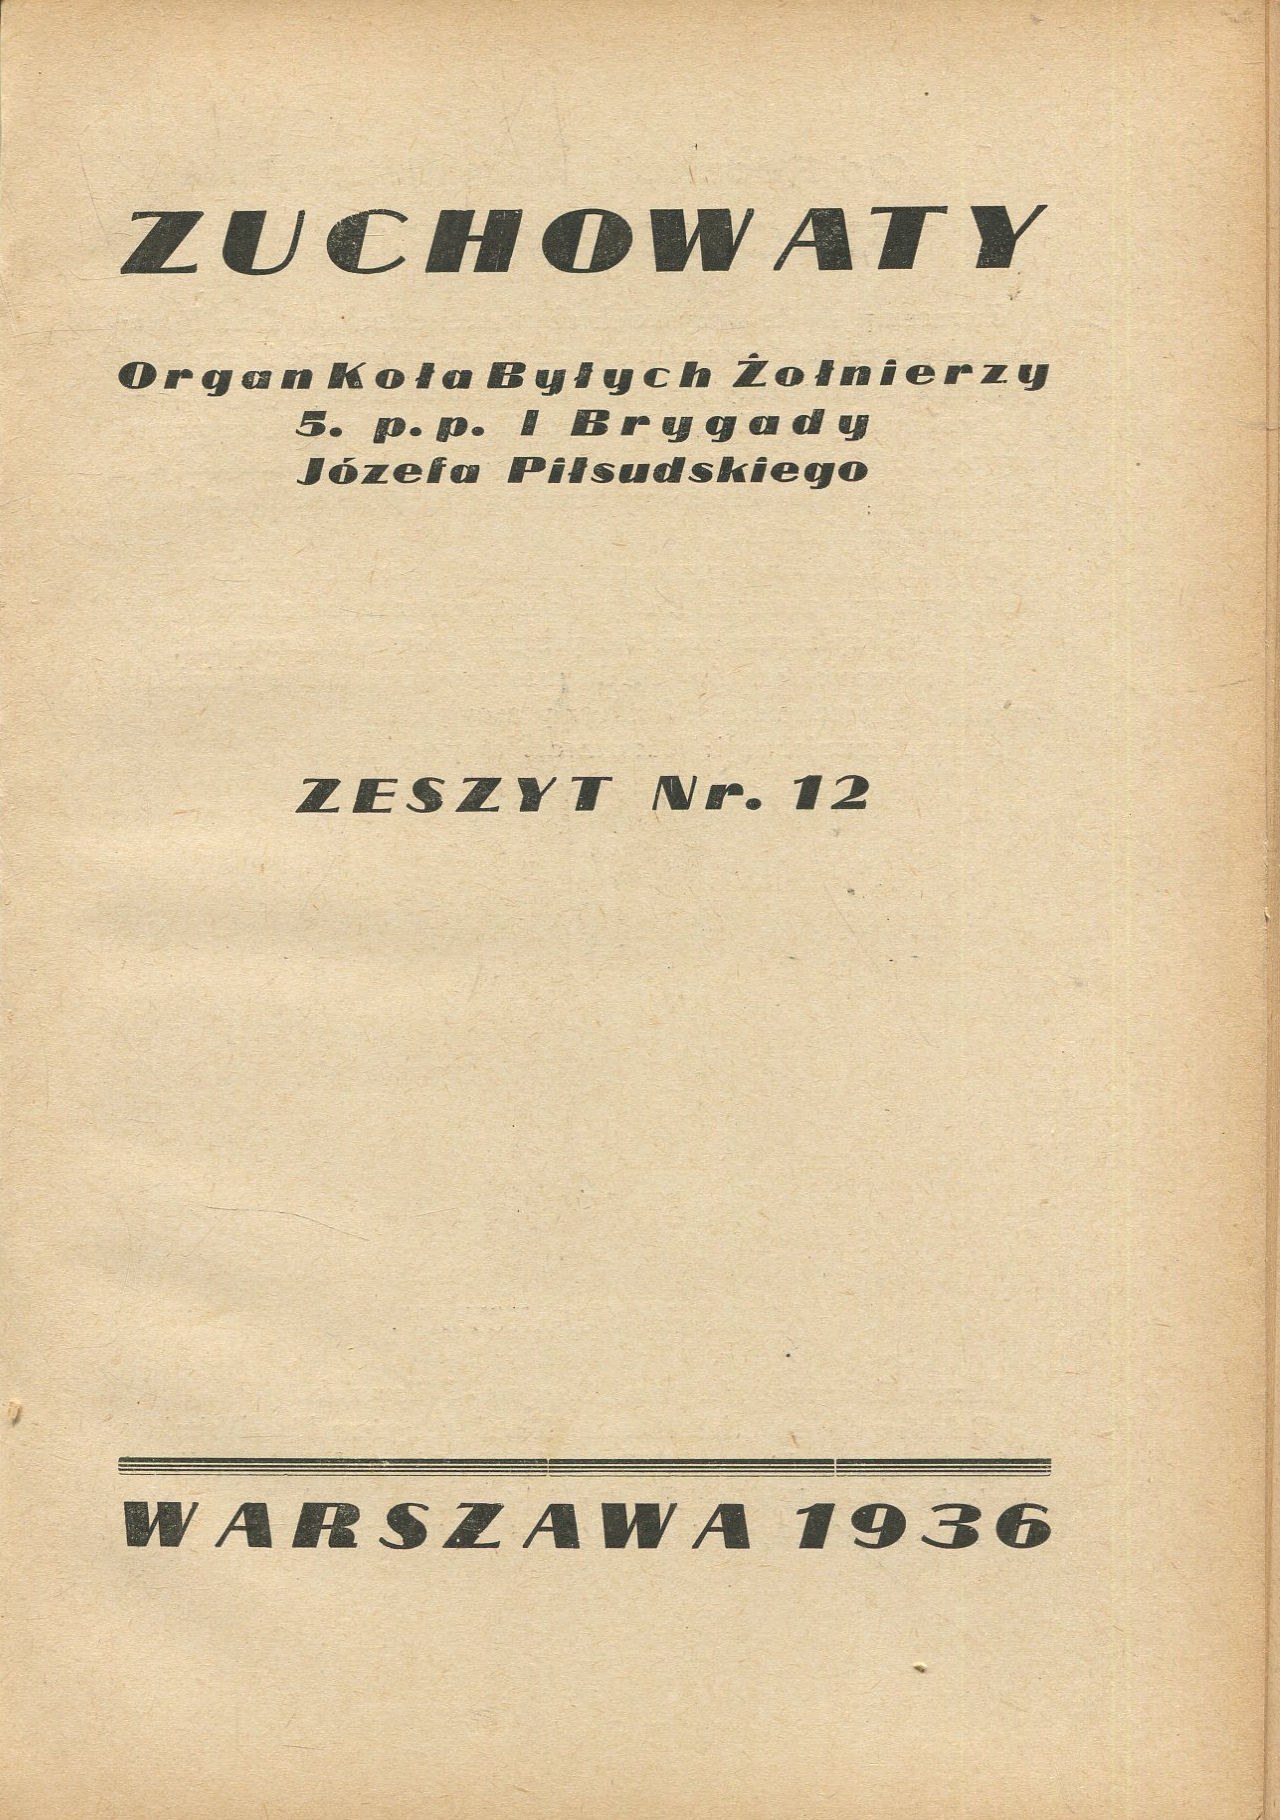 ZUCHOWATY
Organ Koła Byłych Żołnierzy
5. p.p. I Brygady
Józefa Piłsudskiego
ZESZYT Nr. 12
WARSZAWA 1936